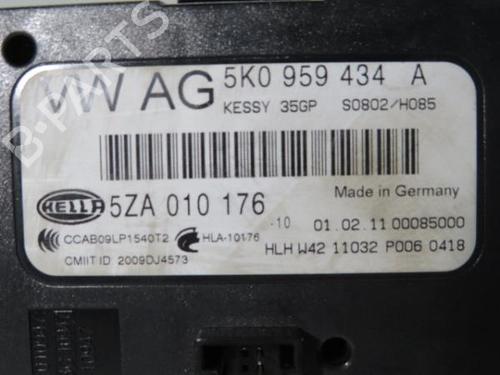 B-PARTS
VW AG 5K0 959 434 A
KESSY 35GP S0802/H085
HELLA 5ZA 010 176 -10
Made in Germany
01.02.11 00085000
CCAB09LP1540T2 HLA-10176
HLH W42 11032 P006 0418
CMIIT ID: 2009DJ4573